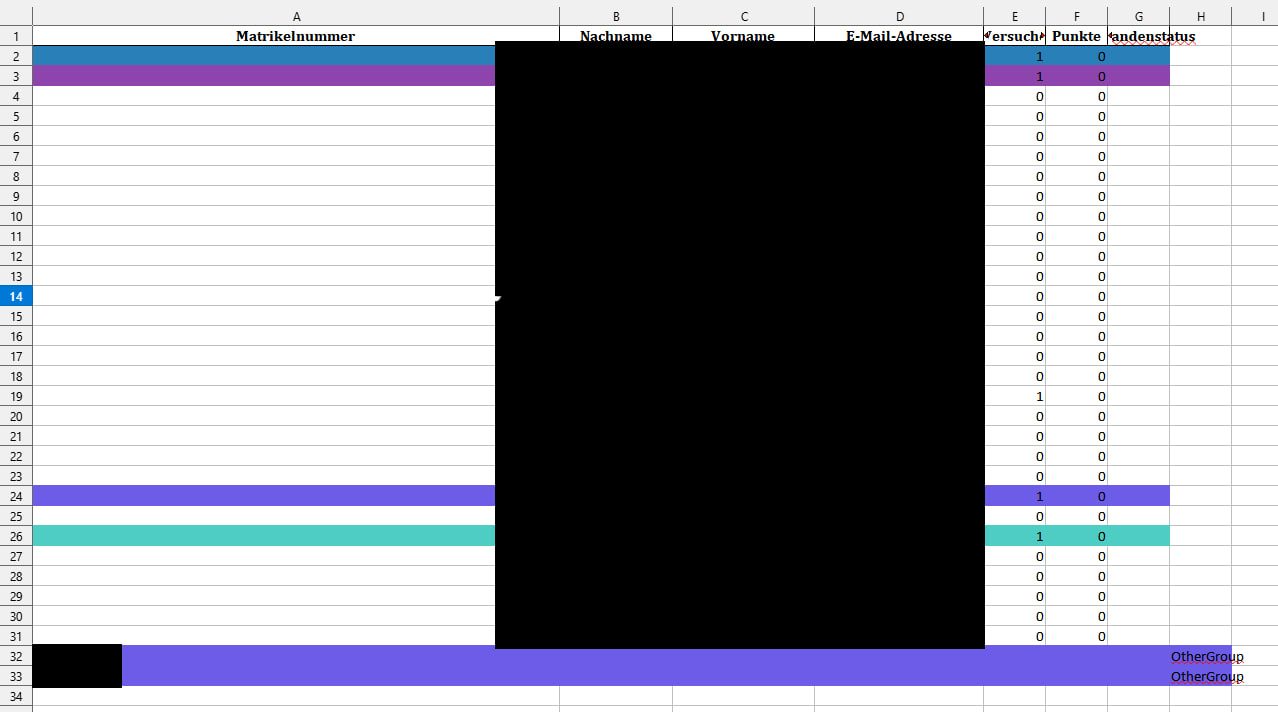 A B C D E F G H I
1 Matrikelnummer Nachname Vorname E-Mail-Adresse Versuch Punkte andenstatus
2 1 0
3 1 0
4 0 0
5 0 0
6 0 0
7 0 0
8 0 0
9 0 0
10 0 0
11 0 0
12 0 0
13 0 0
14 0 0
15 0 0
16 0 0
17 0 0
18 0 0
19 1 0
20 0 0
21 0 0
22 0 0
23 0 0
24 1 0
25 0 0
26 1 0
27 0 0
28 0 0
29 0 0
30 0 0
31 0 0
32 OtherGroup
33 OtherGroup
34